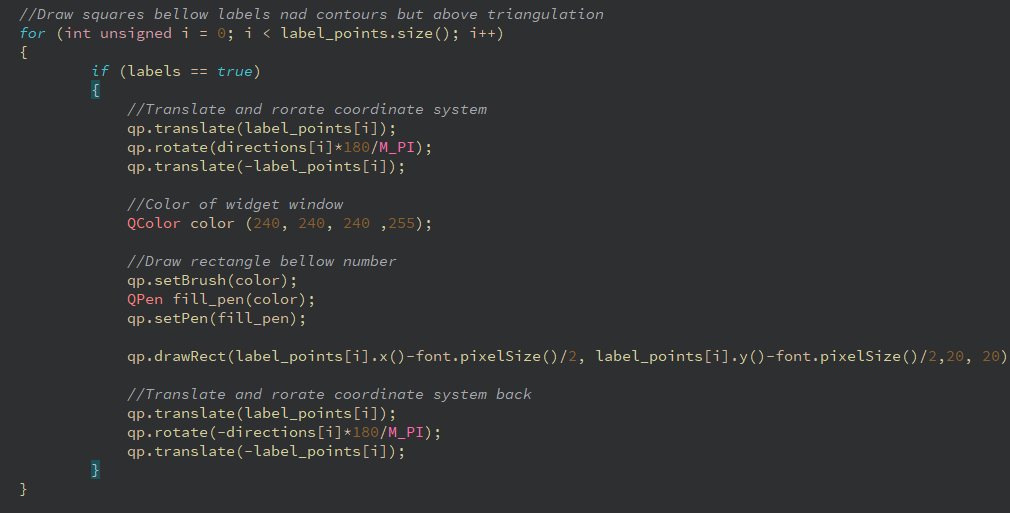 //Draw squares bellow labels nad contours but above triangulation
for (int unsigned i = 0; i < label_points.size(); i++)
{
if (labels == true)
{
//Translate and rorate coordinate system
qp.translate(label_points[i]);
qp.rotate(directions[i]*180/M_PI);
qp.translate(-label_points[i]);
//Color of widget window
QColor color (240, 240, 240 ,255);
//Draw rectangle bellow number
qp.setBrush(color);
QPen fill_pen(color);
qp.setPen(fill_pen);
qp.drawRect(label_points[i].x()-font.pixelSize()/2, label_points[i].y()-font.pixelSize()/2,20, 20)
//Translate and rorate coordinate system back
qp.translate(label_points[i]);
qp.rotate(-directions[i]*180/M_PI);
qp.translate(-label_points[i]);
}
}